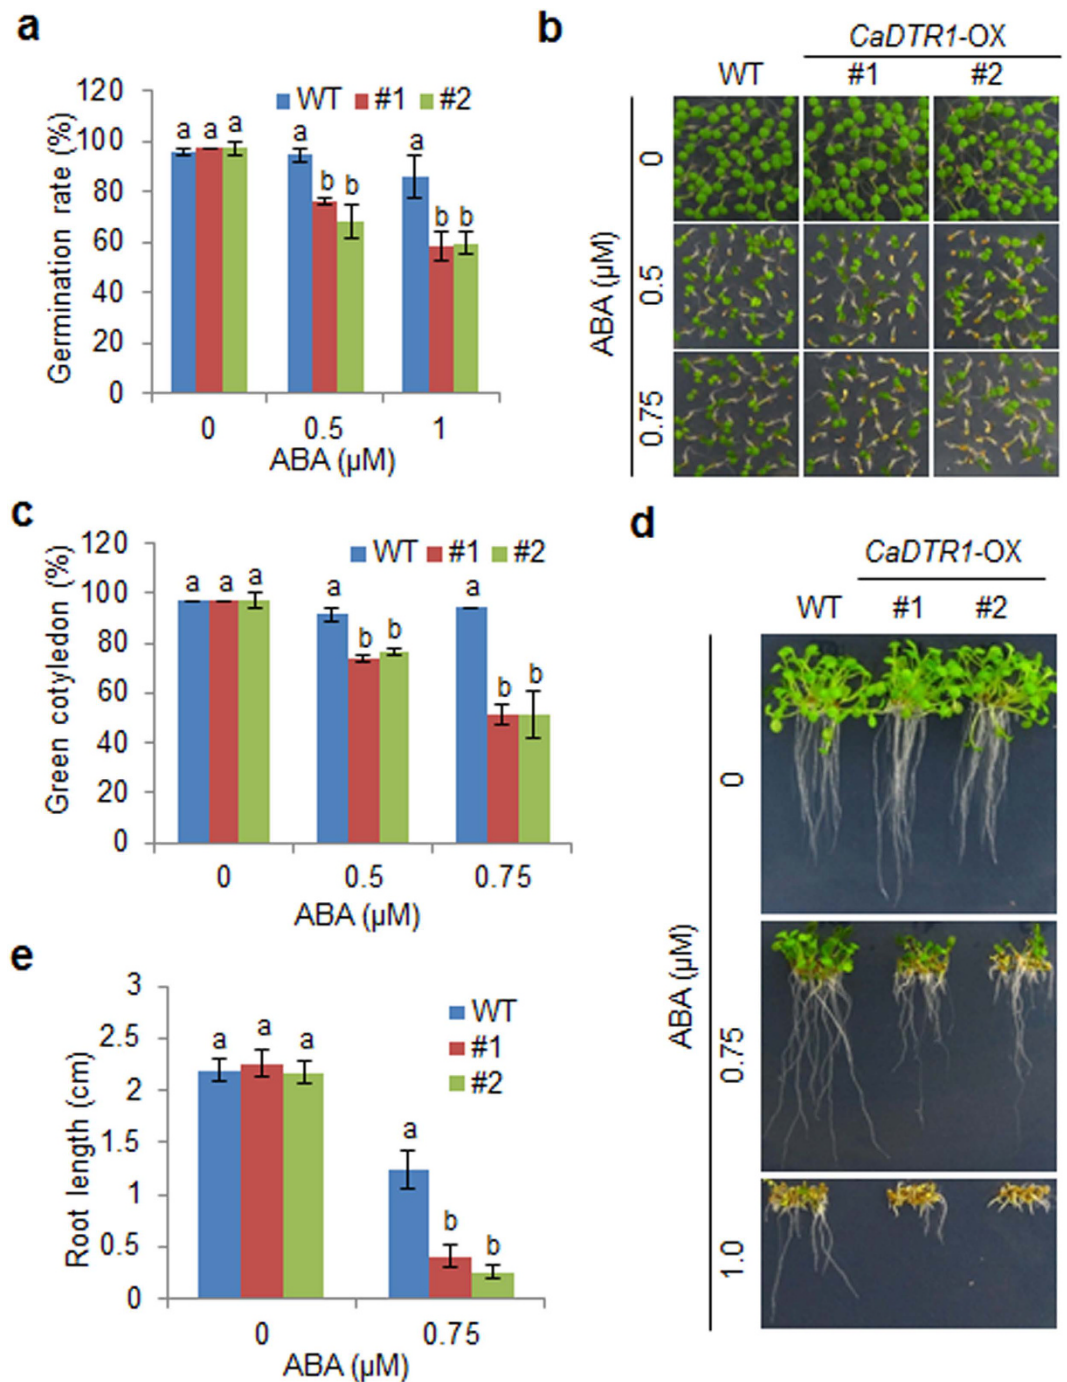 a
Germination rate (%)
120
100
80
60
40
20
0
WT #1 #2
a a a
a b b
a b b
0 0.5 1
ABA (µM)
b
CaDTR1-OX
WT #1 #2
ABA (µM)
0
0.5
0.75
c
Green cotyledon (%)
120
100
80
60
40
20
0
WT #1 #2
a a a
a b b
a b b
0 0.5 0.75
ABA (µM)
d
CaDTR1-OX
WT #1 #2
ABA (µM)
0
0.75
1.0
e
Root length (cm)
3
2.5
2
1.5
1
0.5
0
WT
#1
#2
a a a
a b b
0 0.75
ABA (µM)